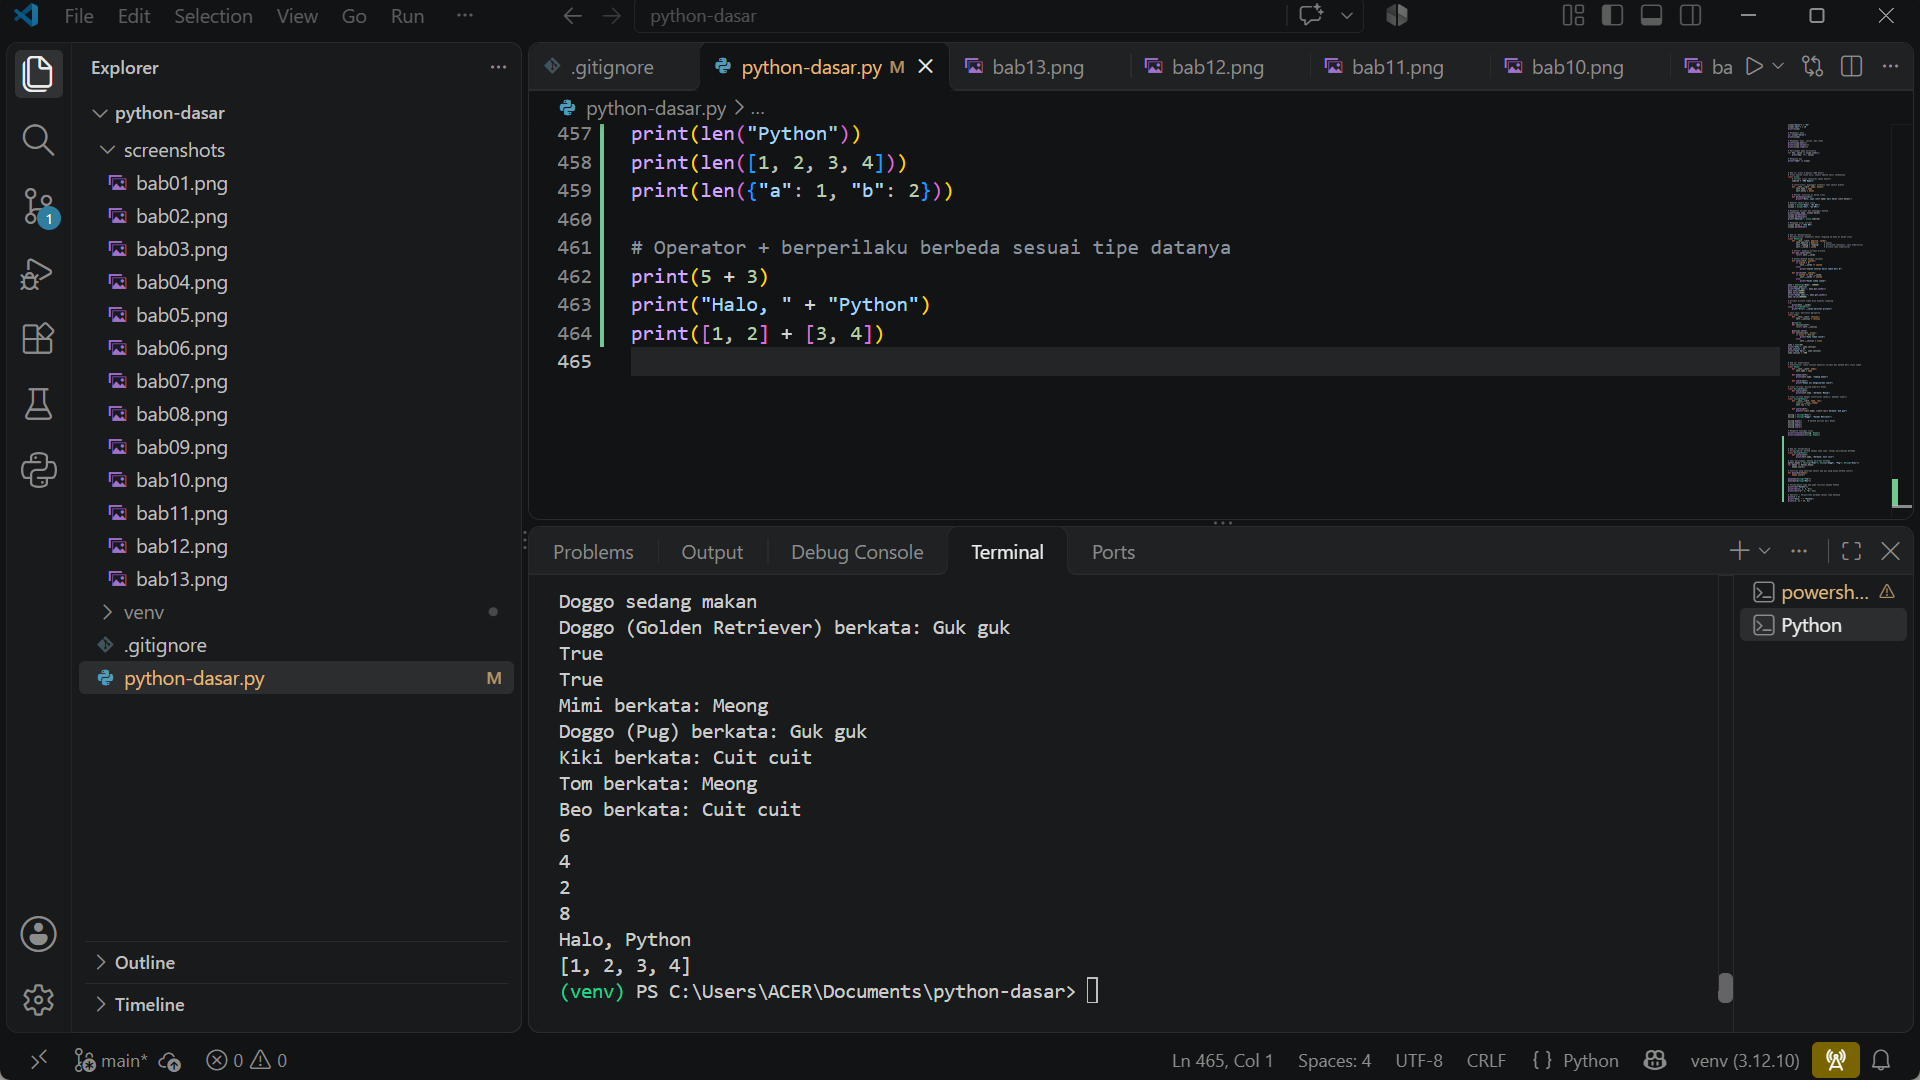 File Edit Selection View Go Run ...
python-dasar
Explorer ...
python-dasar
screenshots
bab01.png
bab02.png
bab03.png
bab04.png
bab05.png
bab06.png
bab07.png
bab08.png
bab09.png
bab10.png
bab11.png
bab12.png
bab13.png
venv
.gitignore
python-dasar.py M
Outline
Timeline
1
.gitignore python-dasar.py M bab13.png bab12.png bab11.png bab10.png ba
python-dasar.py > ...
457 print(len("Python"))
458 print(len([1, 2, 3, 4]))
459 print(len({"a": 1, "b": 2}))
460
461 # Operator + berperilaku berbeda sesuai tipe datanya
462 print(5 + 3)
463 print("Halo, " + "Python")
464 print([1, 2] + [3, 4])
465
Problems Output Debug Console Terminal Ports
Doggo sedang makan
Doggo (Golden Retriever) berkata: Guk guk
True
True
Mimi berkata: Meong
Doggo (Pug) berkata: Guk guk
Kiki berkata: Cuit cuit
Tom berkata: Meong
Beo berkata: Cuit cuit
6
4
2
8
Halo, Python
[1, 2, 3, 4]
(venv) PS C:\Users\ACER\Documents\python-dasar>
powersh...
Python
main* 0 0 Ln 465, Col 1 Spaces: 4 UTF-8 CRLF { } Python venv (3.12.10)